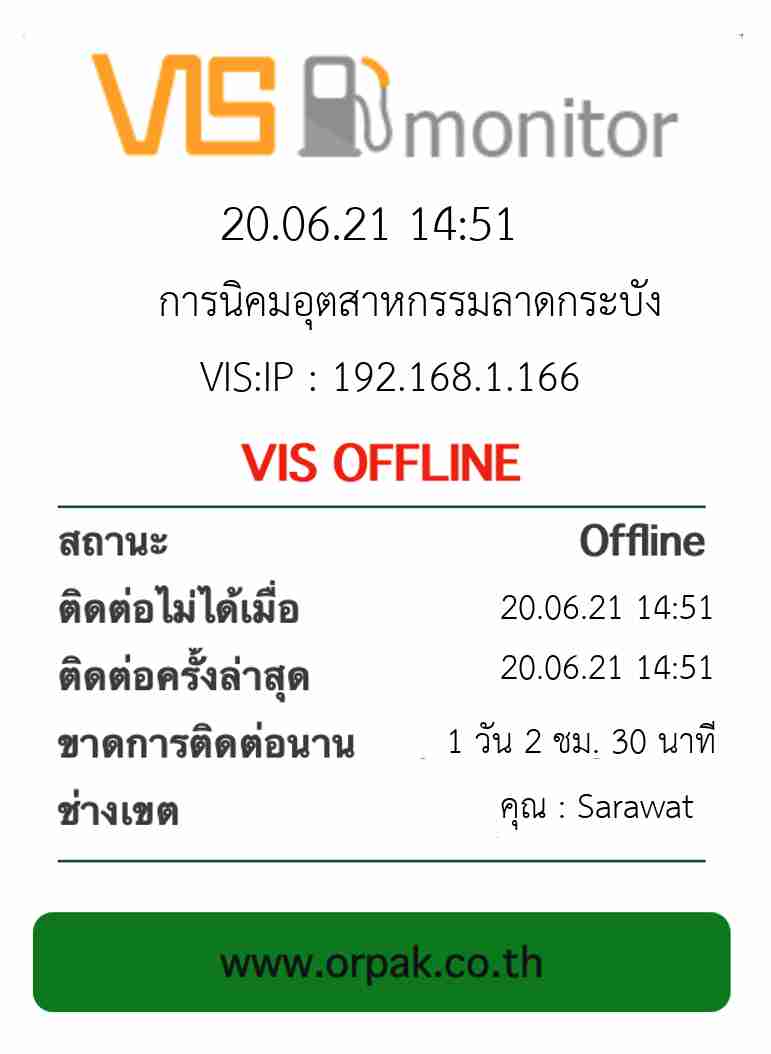 VIS monitor
20.06.21 14:51
การนิคมอุตสาหกรรมลาดกระบัง
VIS:IP : 192.168.1.166
VIS OFFLINE
สถานะ Offline
ติดต่อไม่ได้เมื่อ 20.06.21 14:51
ติดต่อครั้งล่าสุด 20.06.21 14:51
ขาดการติดต่อนาน 1 วัน 2 ชม. 30 นาที
ช่างเขต คุณ : Sarawat
www.orpak.co.th